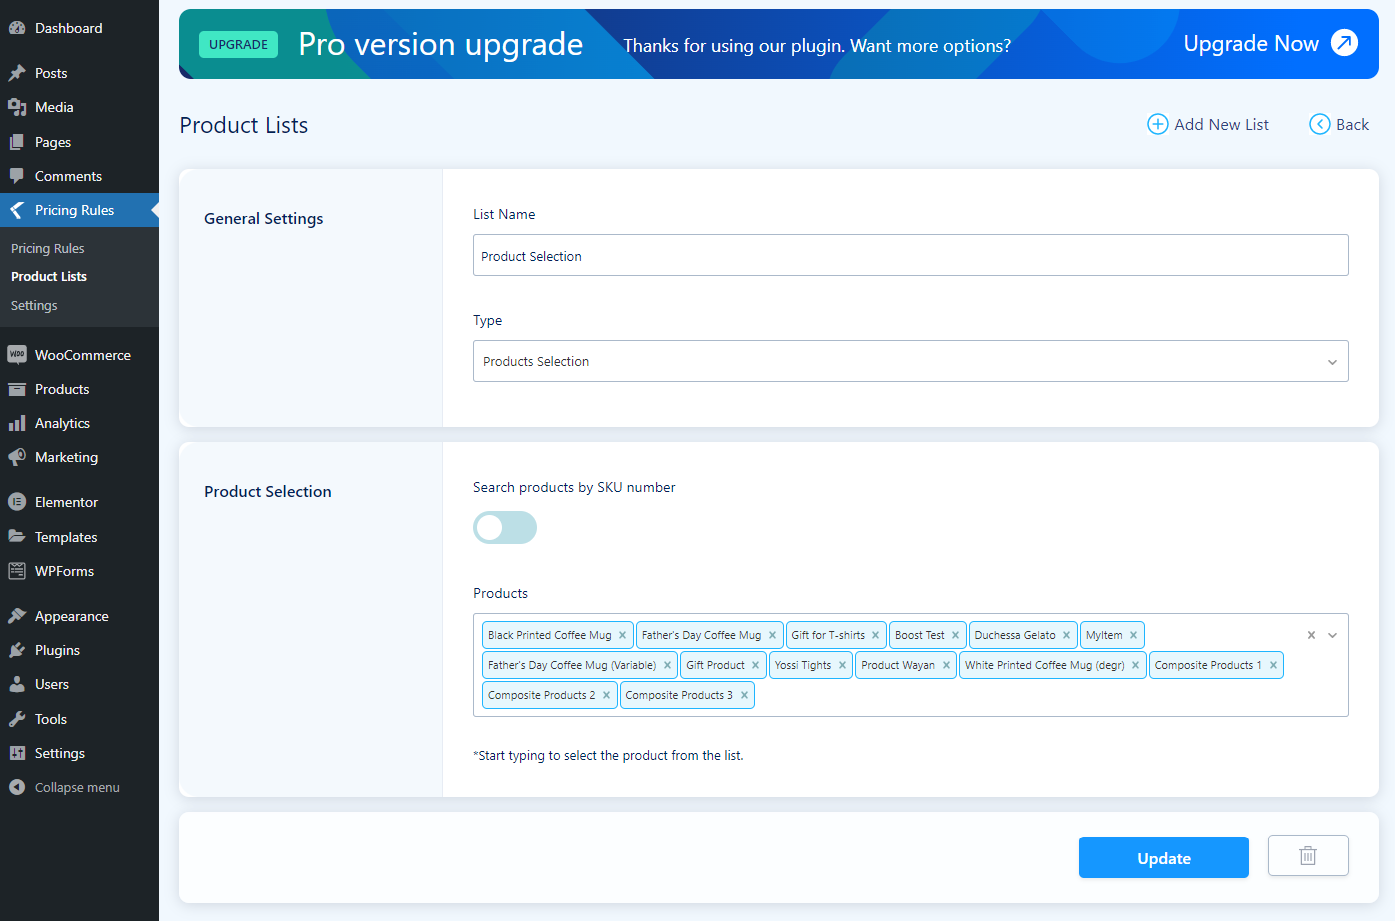 Dashboard
Posts
Media
Pages
Comments
Pricing Rules
Pricing Rules
Product Lists
Settings
WooCommerce
Products
Analytics
Marketing
Elementor
Templates
WPForms
Appearance
Plugins
Users
Tools
Settings
Collapse menu
UPGRADE Pro version upgrade Thanks for using our plugin. Want more options? Upgrade Now
Product Lists Add New List Back
General Settings
List Name
Product Selection
Type
Products Selection
Product Selection
Search products by SKU number
Products
Black Printed Coffee Mug × Father's Day Coffee Mug × Gift for T-shirts × Boost Test × Duchessa Gelato × MyItem ×
Father's Day Coffee Mug (Variable) × Gift Product × Yossi Tights × Product Wayan × White Printed Coffee Mug (degr) × Composite Products 1 ×
Composite Products 2 × Composite Products 3 ×
*Start typing to select the product from the list.
Update